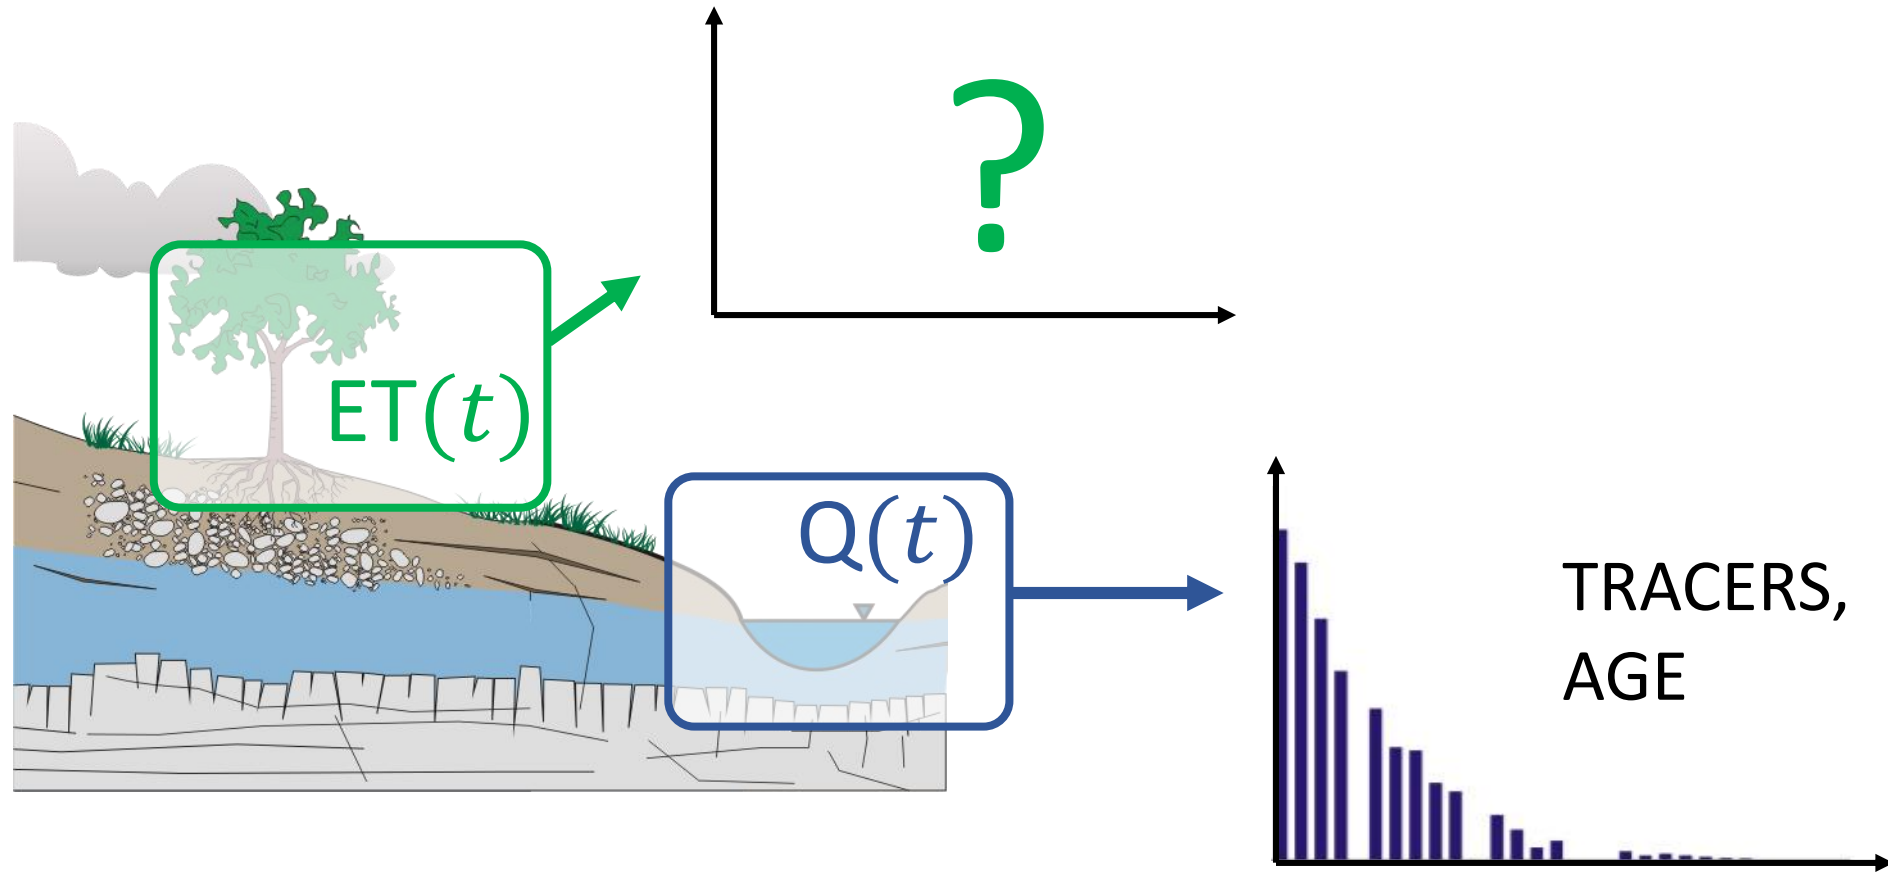 ?
ET(t)
Q(t)
TRACERS,
AGE